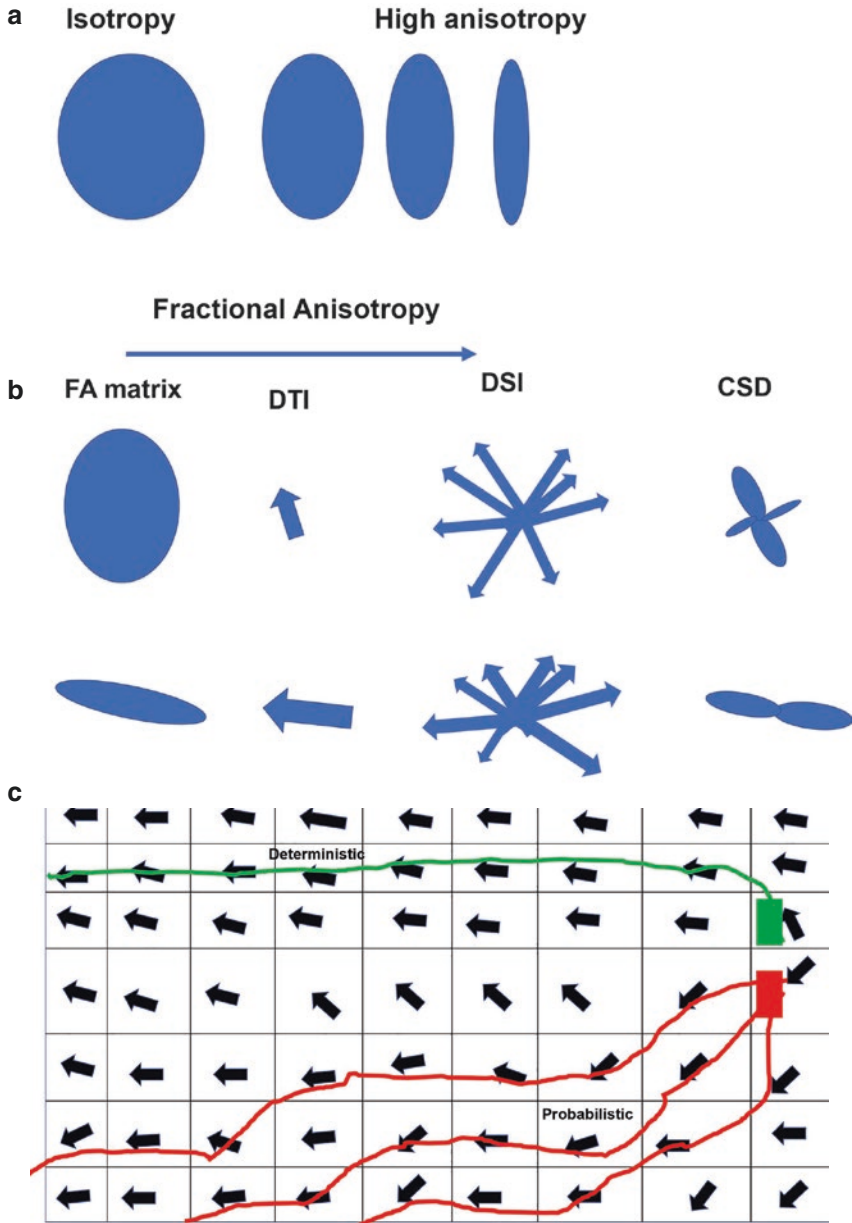 a
Isotropy High anisotropy
Fractional Anisotropy
b
FA matrix DTI DSI CSD
c
Deterministic
Probabilistic